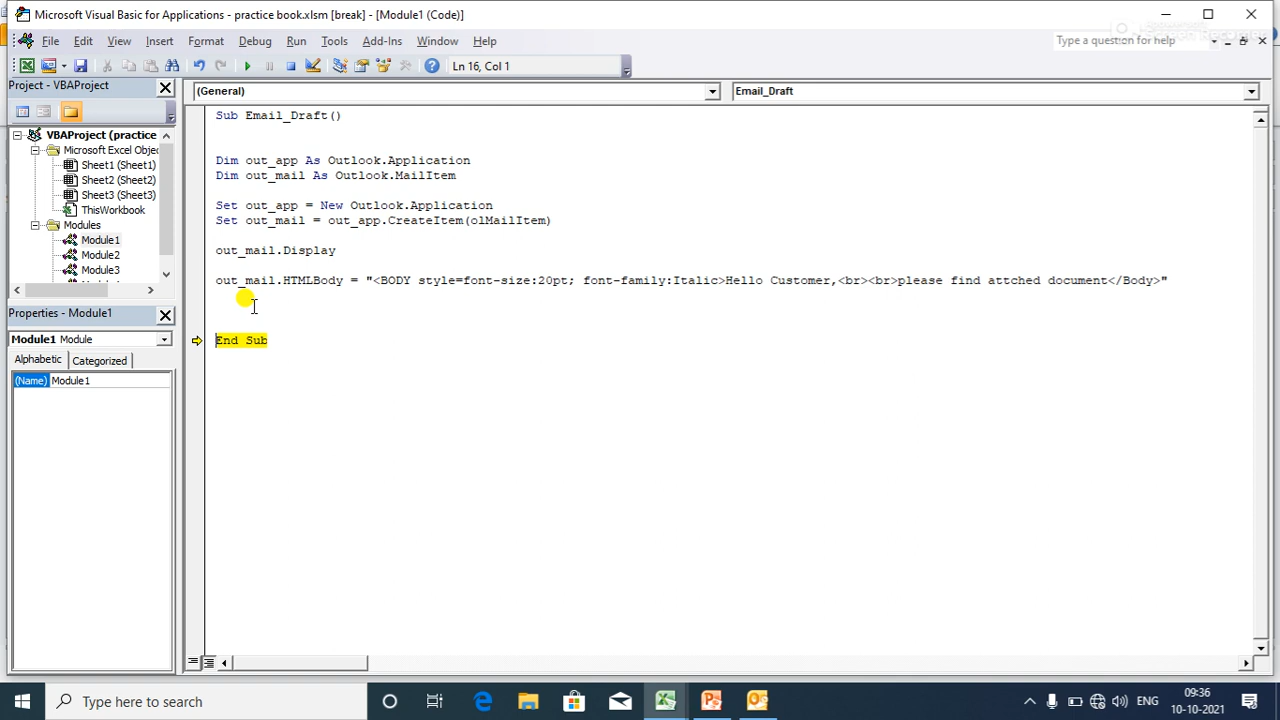 Microsoft Visual Basic for Applications - practice book.xlsm [break] - [Module1 (Code)]
File Edit View Insert Format Debug Run Tools Add-Ins Window Help
Type a question for help
Ln 16, Col 1
Project - VBAProject
(General)
Email_Draft
VBAProject (practice
Microsoft Excel Objec
Sheet1 (Sheet1)
Sheet2 (Sheet2)
Sheet3 (Sheet3)
ThisWorkbook
Modules
Module1
Module2
Module3
Properties - Module1
Module1 Module
Alphabetic Categorized
(Name) Module1
Sub Email_Draft()
Dim out_app As Outlook.Application
Dim out_mail As Outlook.MailItem
Set out_app = New Outlook.Application
Set out_mail = out_app.CreateItem(olMailItem)
out_mail.Display
out_mail.HTMLBody = "<BODY style=font-size:20pt; font-family:Italic>Hello Customer,<br><br>please find attched document</Body>"
End Sub
Type here to search
ENG
09:36
10-10-2021